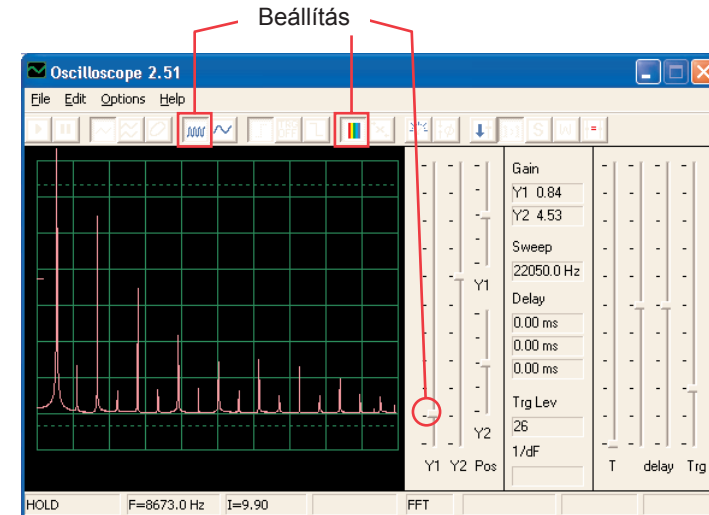 Beállítás
Oscilloscope 2.51
File Edit Options Help
Gain
Y1 0.84
Y2 4.53
Sweep
22050.0 Hz
Y1
Delay
0.00 ms
0.00 ms
0.00 ms
Trg Lev
26
Y2
1/dF
Y1 Y2 Pos
T delay Trg
HOLD F=8673.0 Hz I=9.90 FFT